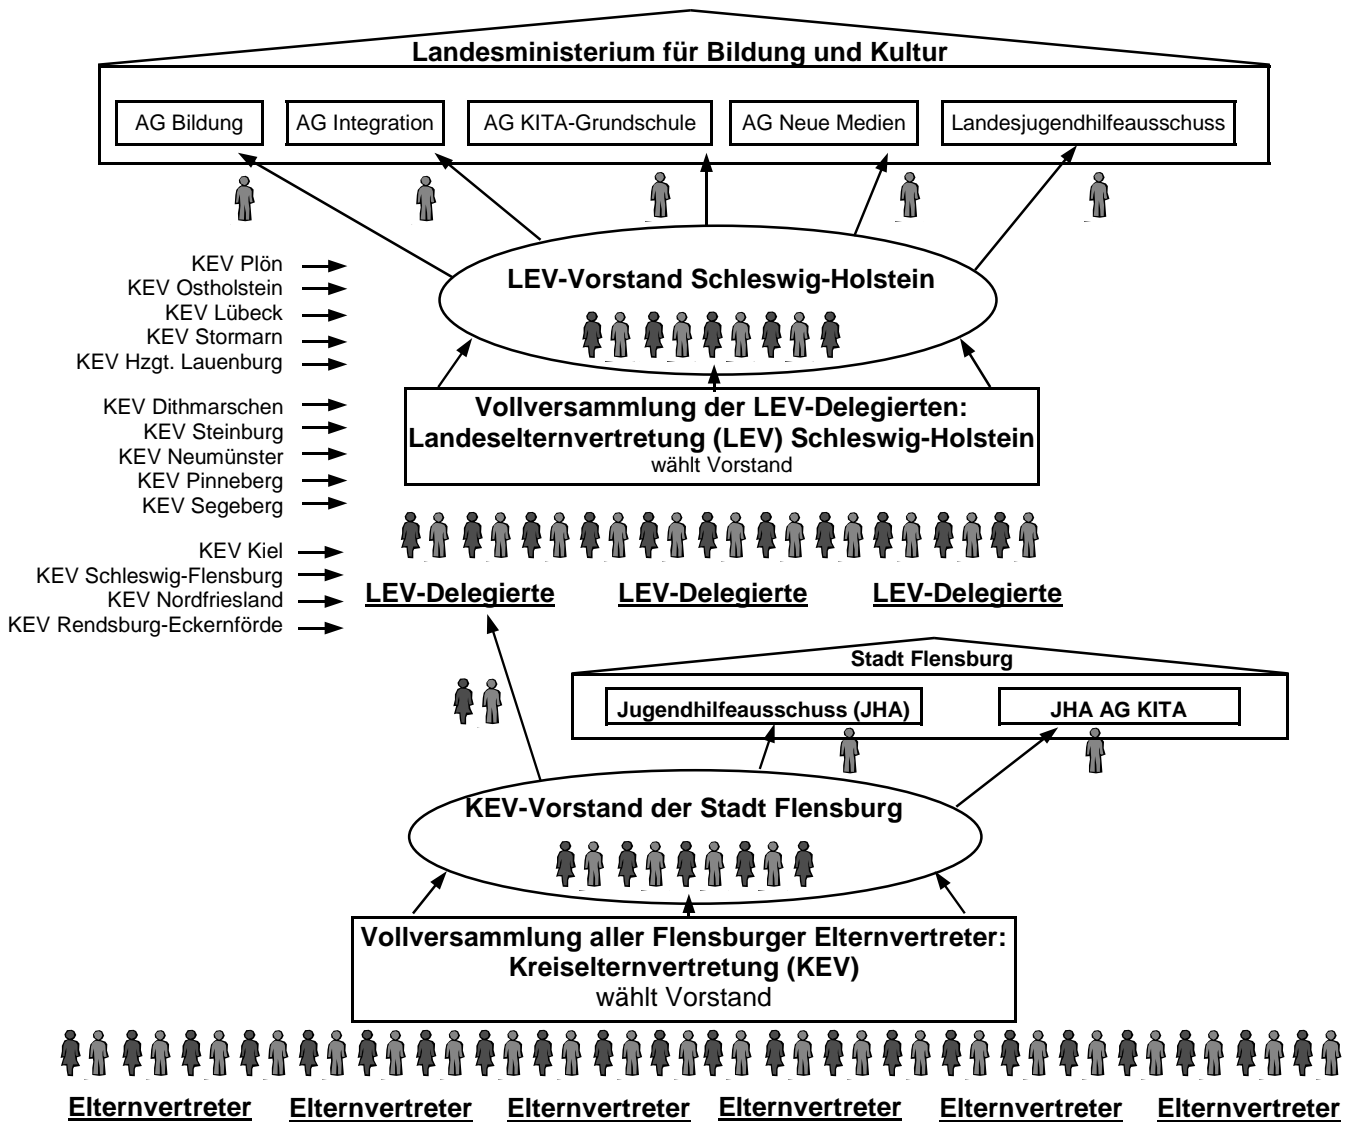 Landesministerium für Bildung und Kultur
AG Bildung
AG Integration
AG KITA-Grundschule
AG Neue Medien
Landesjugendhilfeausschuss
LEV-Vorstand Schleswig-Holstein
KEV Plön
KEV Ostholstein
KEV Lübeck
KEV Stormarn
KEV Hzgt. Lauenburg
KEV Dithmarschen
KEV Steinburg
KEV Neumünster
KEV Pinneberg
KEV Segeberg
KEV Kiel
KEV Schleswig-Flensburg
KEV Nordfriesland
KEV Rendsburg-Eckernförde
Vollversammlung der LEV-Delegierten:
Landeselternvertretung (LEV) Schleswig-Holstein
wählt Vorstand
LEV-Delegierte
LEV-Delegierte
LEV-Delegierte
Stadt Flensburg
Jugendhilfeausschuss (JHA)
JHA AG KITA
KEV-Vorstand der Stadt Flensburg
Vollversammlung aller Flensburger Elternvertreter:
Kreiselternvertretung (KEV)
wählt Vorstand
Elternvertreter
Elternvertreter
Elternvertreter
Elternvertreter
Elternvertreter
Elternvertreter